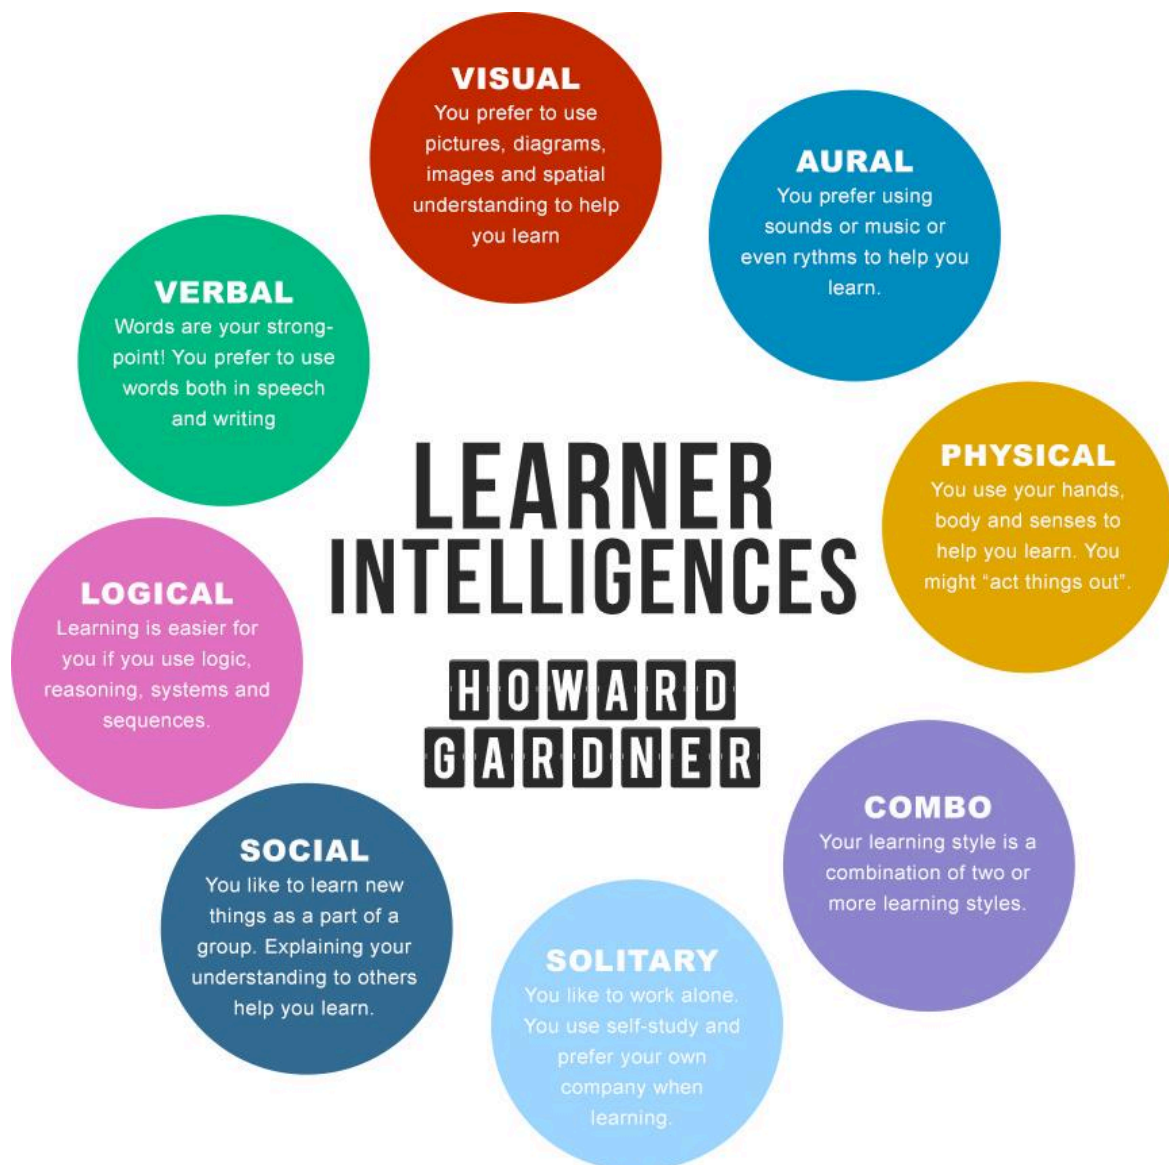 VISUAL
You prefer to use
pictures, diagrams,
images and spatial
understanding to help
you learn
AURAL
You prefer using
sounds or music or
even rythms to help you
learn.
VERBAL
Words are your strong-
point! You prefer to use
words both in speech
and writing
LEARNER
INTELLIGENCES
HOWARD
GARDNER
PHYSICAL
You use your hands,
body and senses to
help you learn. You
might “act things out”.
LOGICAL
Learning is easier for
you if you use logic,
reasoning, systems and
sequences.
COMBO
Your learning style is a
combination of two or
more learning styles.
SOCIAL
You like to learn new
things as a part of a
group. Explaining your
understanding to others
help you learn.
SOLITARY
You like to work alone.
You use self-study and
prefer your own
company when
learning.